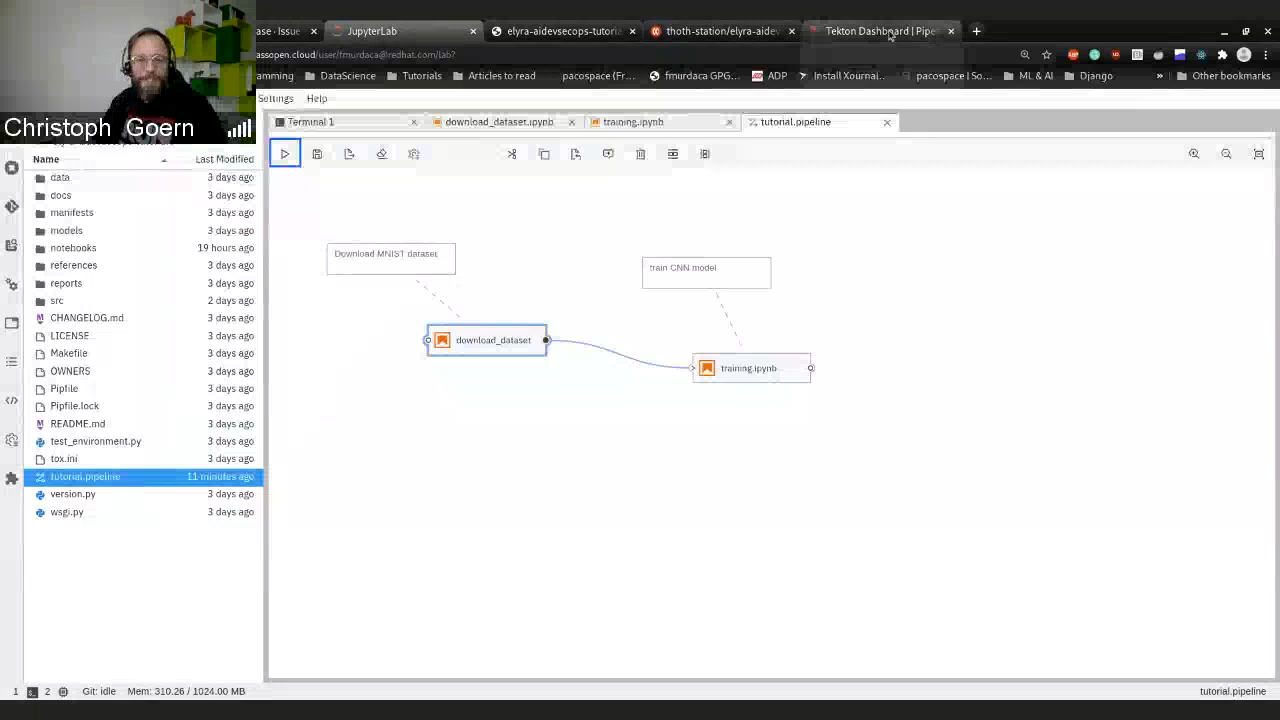 ase · Issue
JupyterLab
elyra-aidevsecops-tutoria
thoth-station/elyra-aidev
Tekton Dashboard | Pipe
assopen.cloud/user/fmurdaca@redhat.com/lab?
amming
DataScience
Tutorials
Articles to read
pacospace (Fr...
fmurdaca GPG...
ADP
Install Xournal...
pacospace | So...
ML & AI
Django
»
Other bookmarks
Settings
Help
Christoph Goern
Terminal 1
download_dataset.ipynb
training.ipynb
tutorial.pipeline
Name
Last Modified
data 3 days ago
docs 3 days ago
manifests 3 days ago
models 3 days ago
notebooks 19 hours ago
references 3 days ago
reports 3 days ago
src 2 days ago
CHANGELOG.md 3 days ago
LICENSE 3 days ago
Makefile 3 days ago
OWNERS 3 days ago
Pipfile 3 days ago
Pipfile.lock 3 days ago
README.md 3 days ago
test_environment.py 3 days ago
tox.ini 3 days ago
tutorial.pipeline 11 minutes ago
version.py 3 days ago
wsgi.py 3 days ago
Download MNIST dataset
train CNN model
download_dataset
training.ipynb
1
2
Git: idle
Mem: 310.26 / 1024.00 MB
tutorial.pipeline